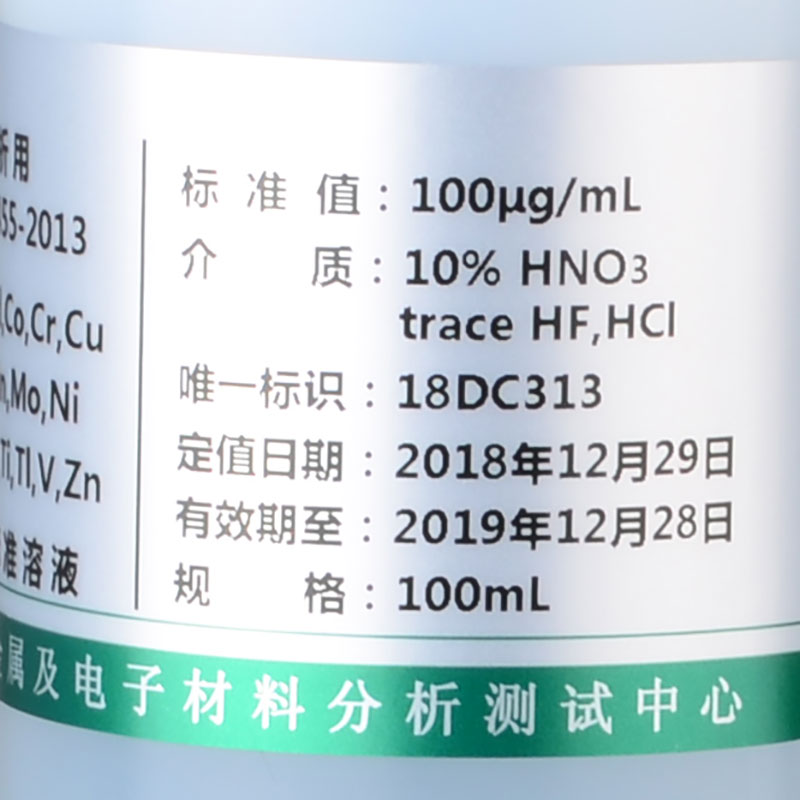 所用
55-2013
,Co,Cr,Cu
,Mo,Ni
Ti,Tl,V,Zn
准溶液
标准值：100μg/mL
介质：10% HNO3
trace HF,HCl
唯一标识：18DC313
定值日期：2018年12月29日
有效期至：2019年12月28日
规格：100mL
金属及电子材料分析测试中心